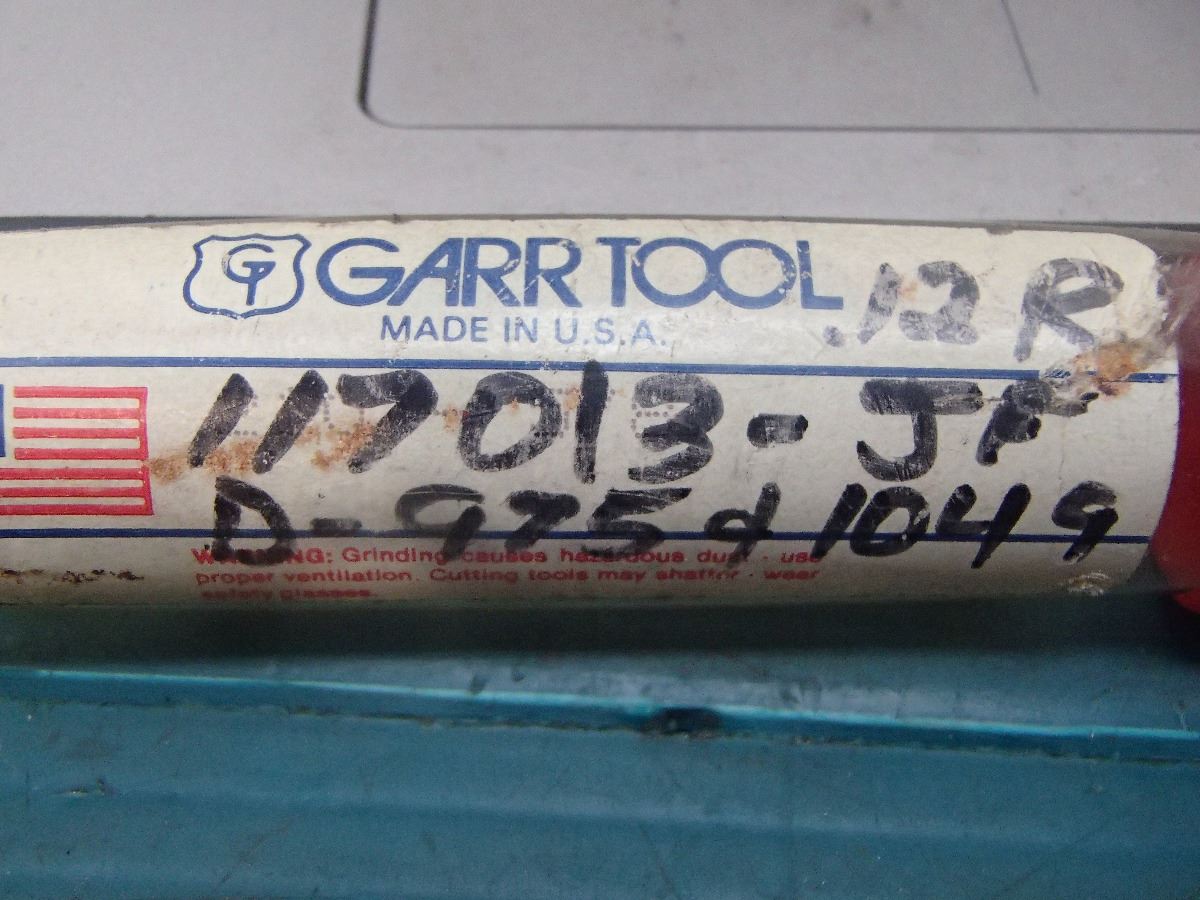 GT GARR TOOL
MADE IN U.S.A.
.12 R
117013-JF
D-975 & 1049
WARNING: Grinding causes hazardous dust - use
proper ventilation. Cutting tools may shatter - wear
safety glasses.